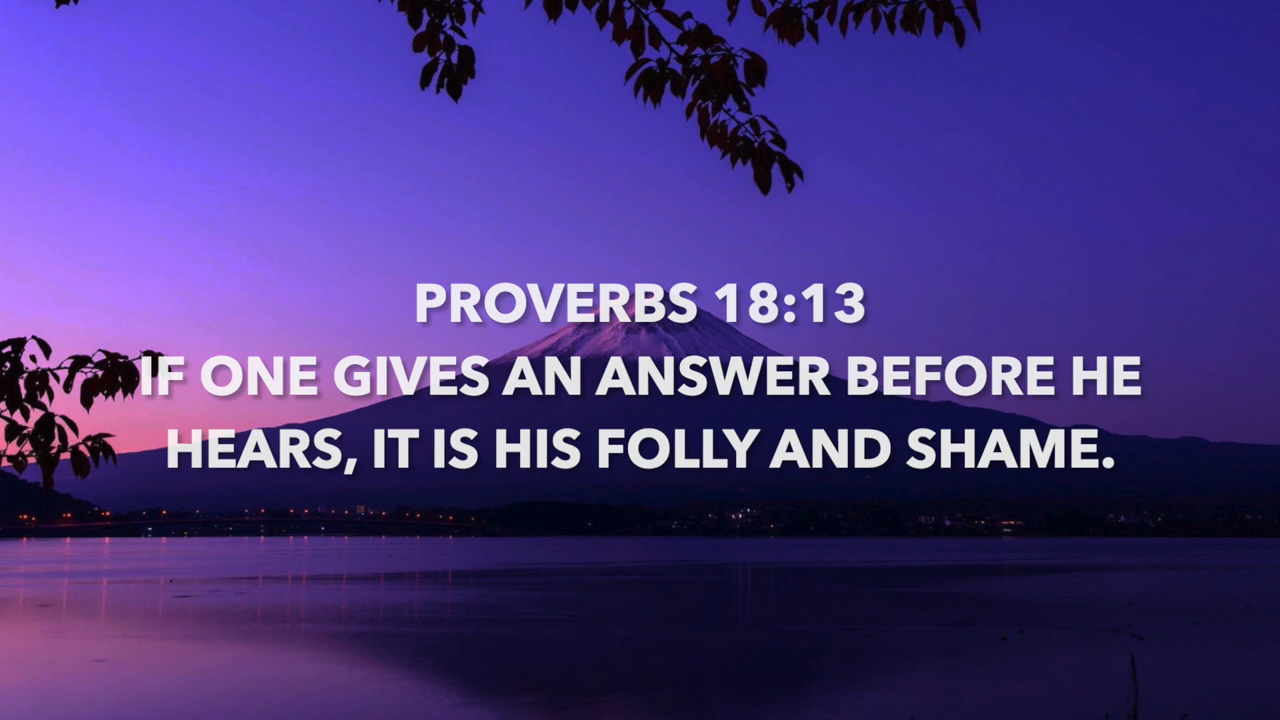 PROVERBS 18:13
IF ONE GIVES AN ANSWER BEFORE HE
HEARS, IT IS HIS FOLLY AND SHAME.